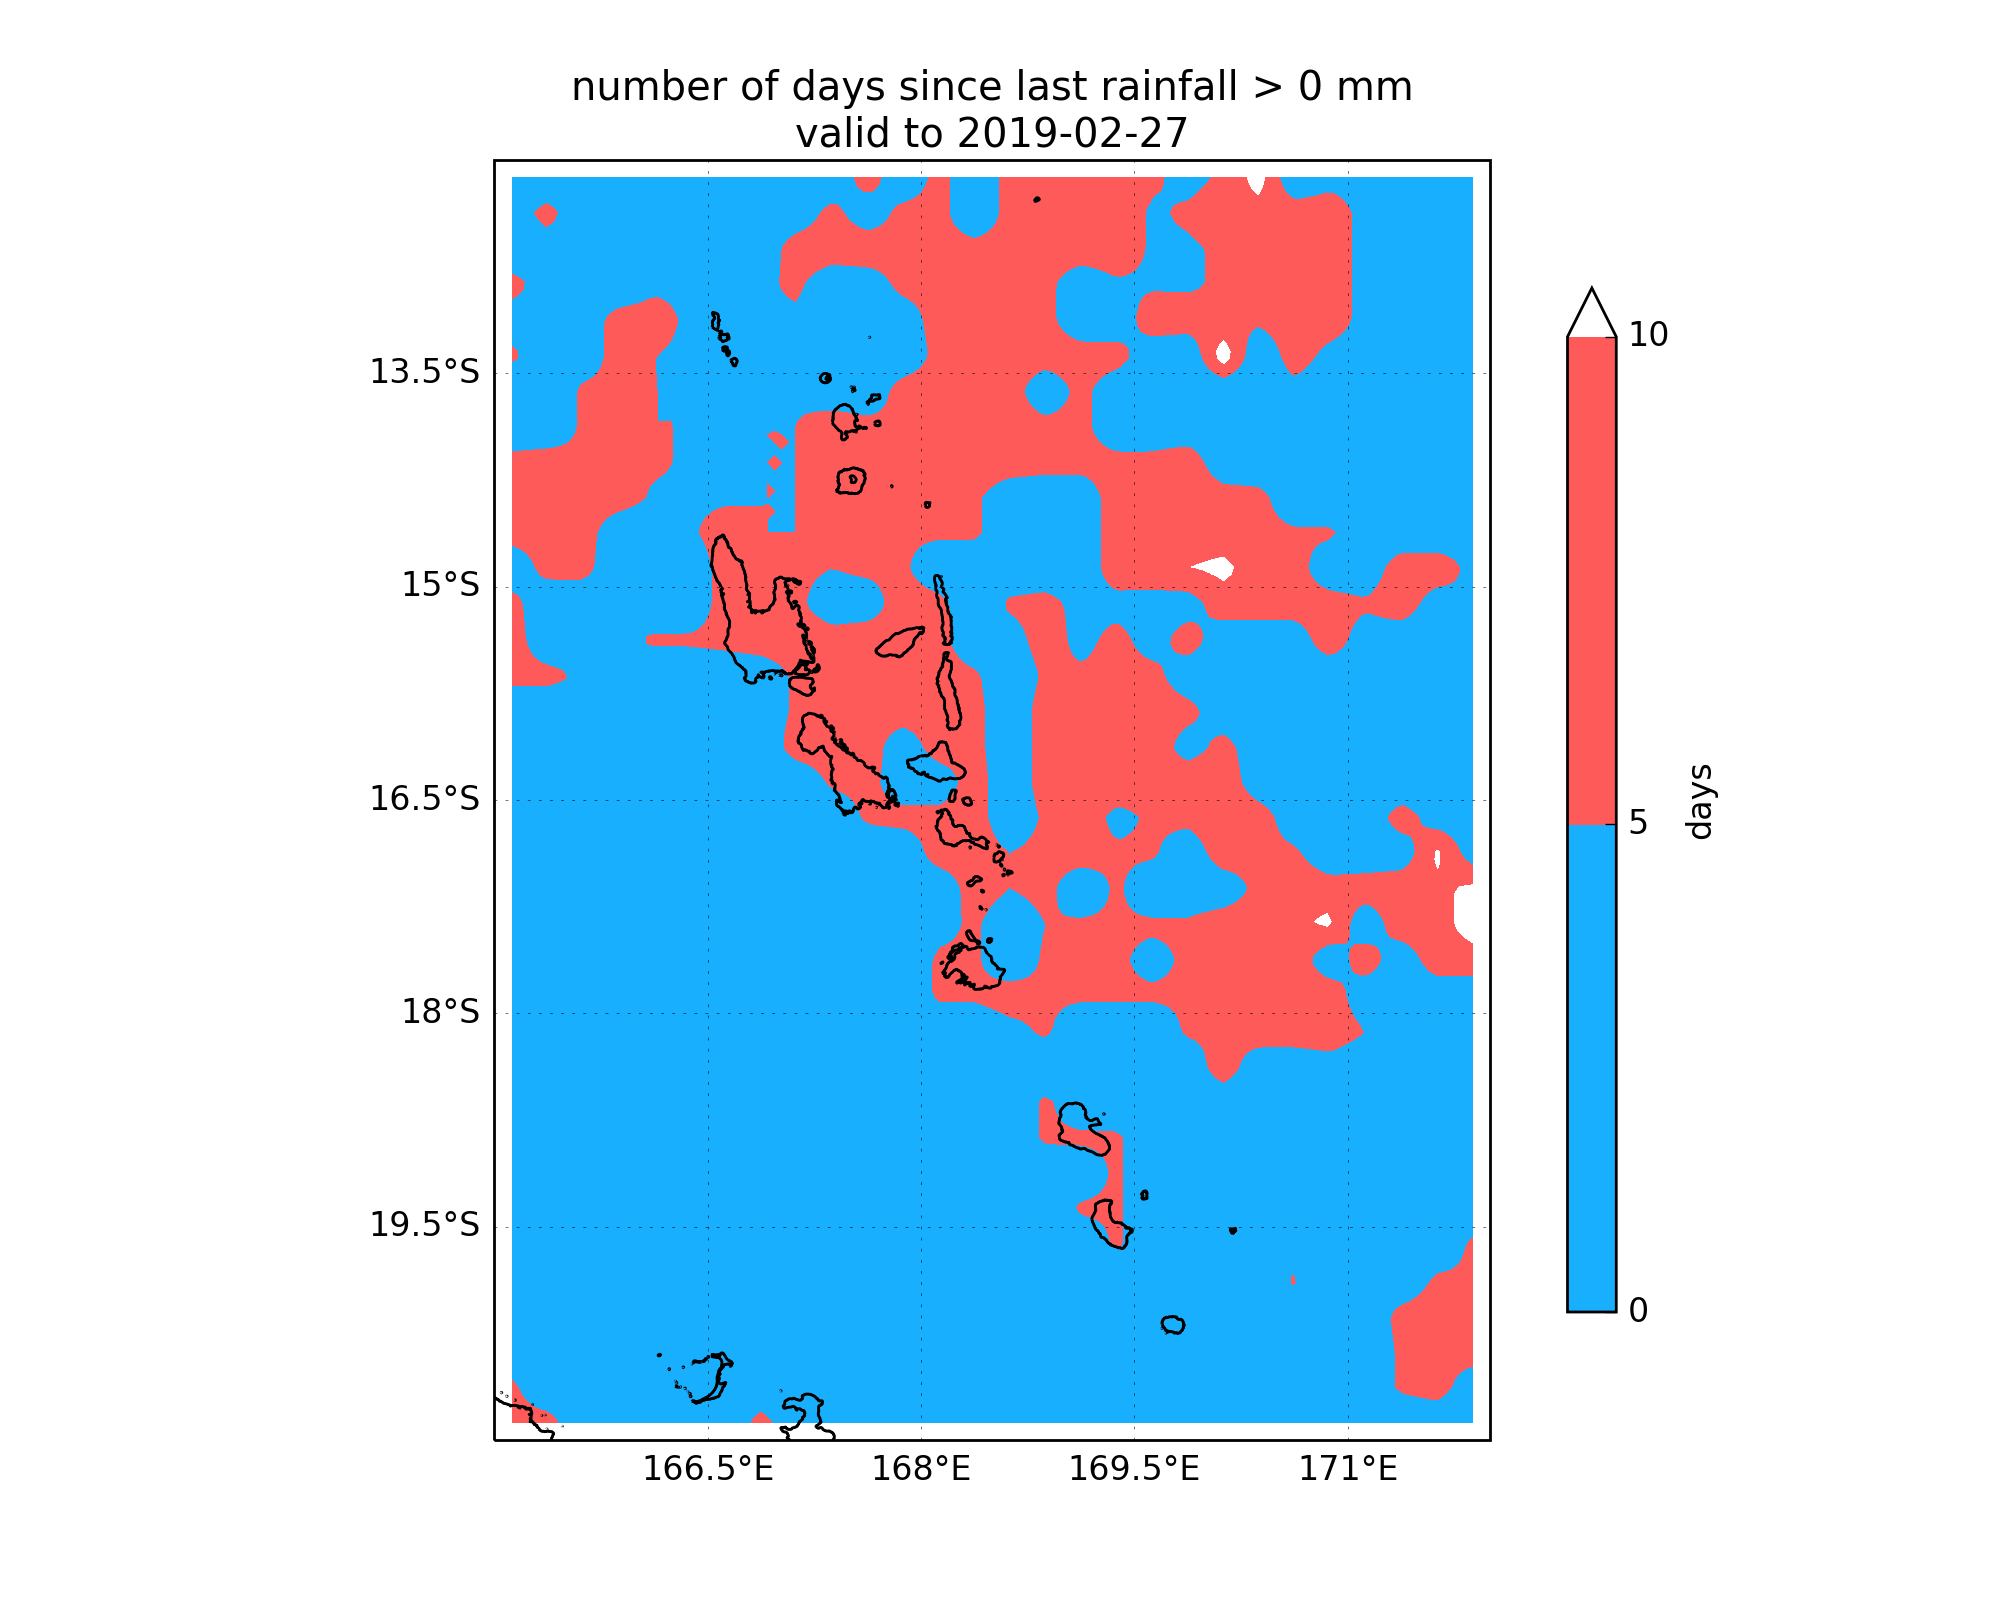 number of days since last rainfall > 0 mm
valid to 2019-02-27
13.5°S
15°S
16.5°S
18°S
19.5°S
166.5°E
168°E
169.5°E
171°E
10
5
0
days